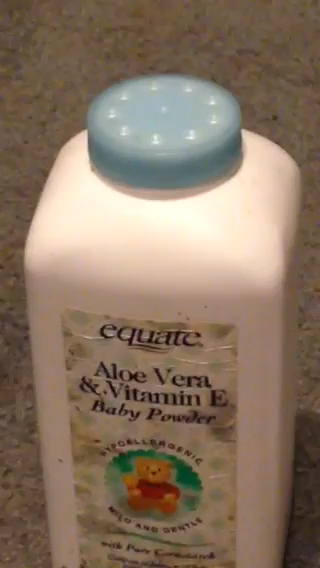 equate
Aloe Vera
& Vitamin E
Baby Powder
HYPOALLERGENIC
MILD AND GENTLE
with Pure Cornstarch